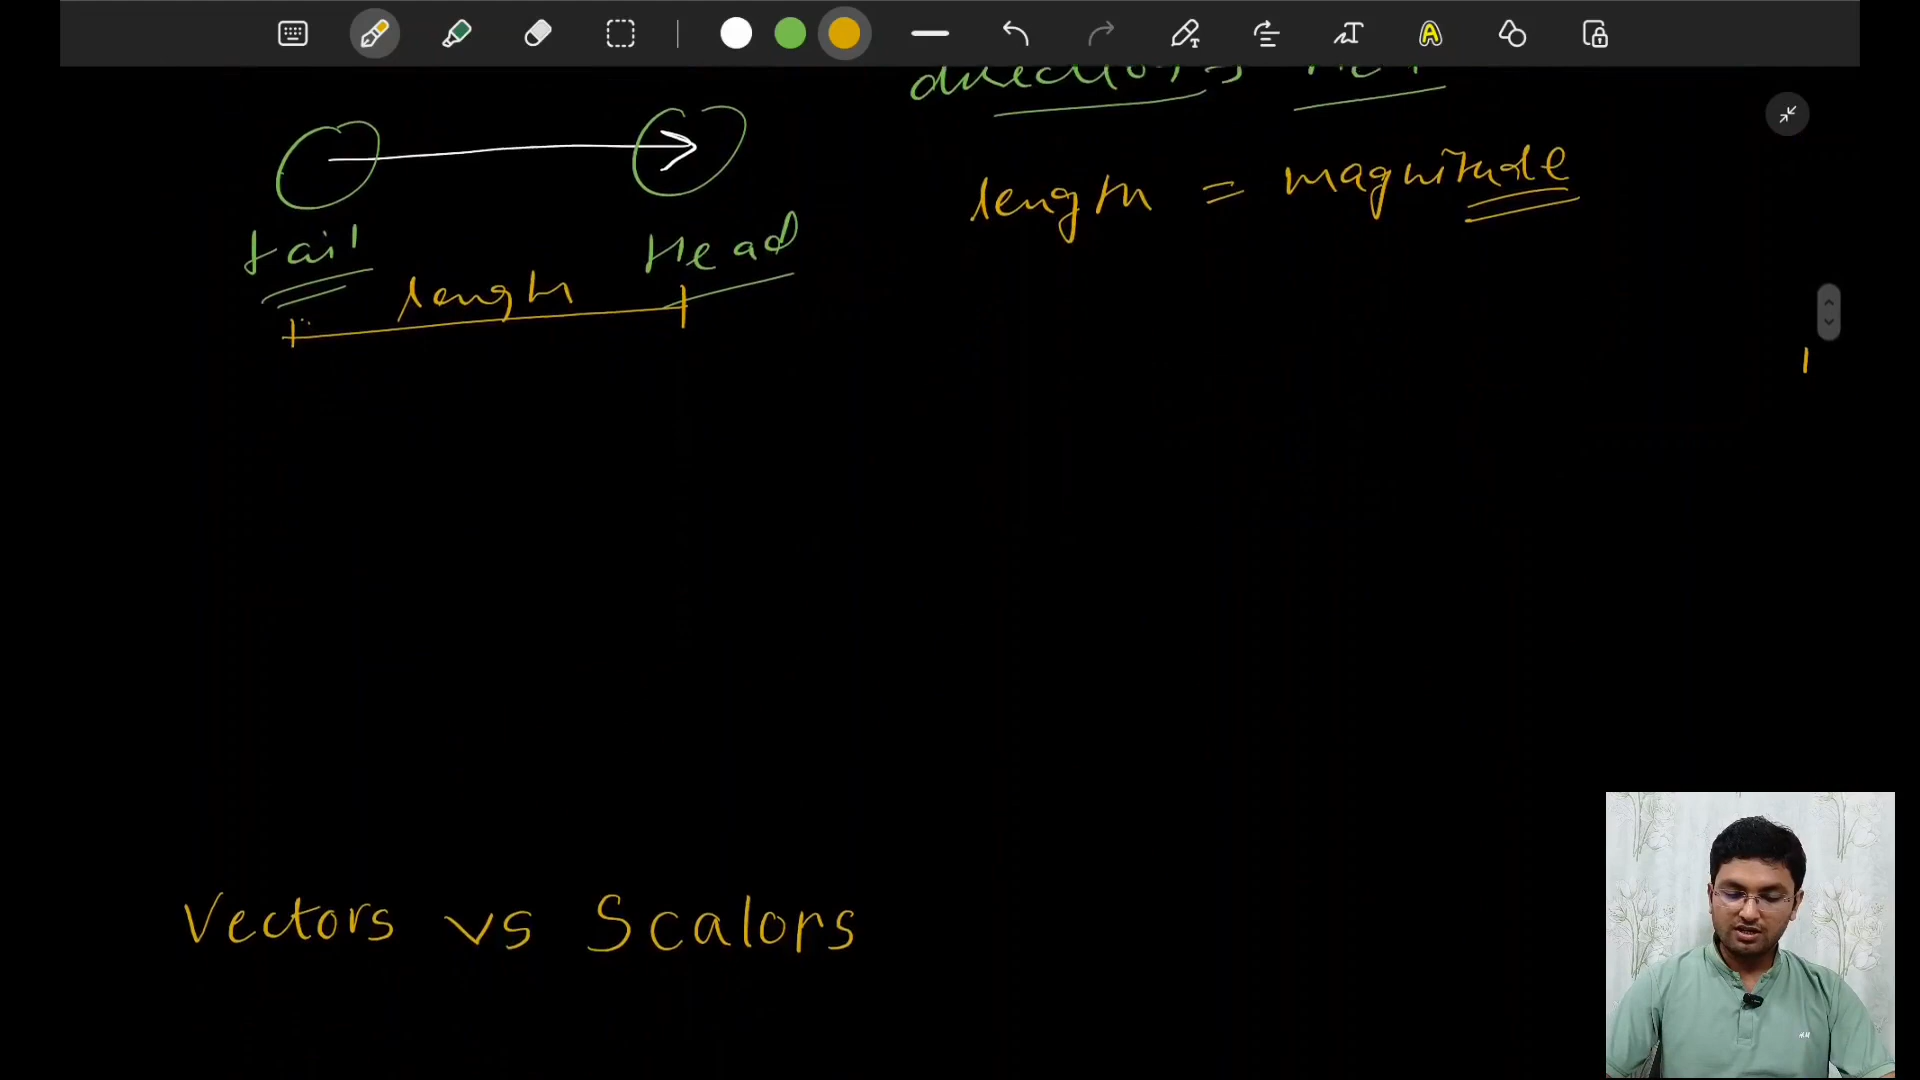 length = magnitude
tail
Head
length
Vectors vs Scalors